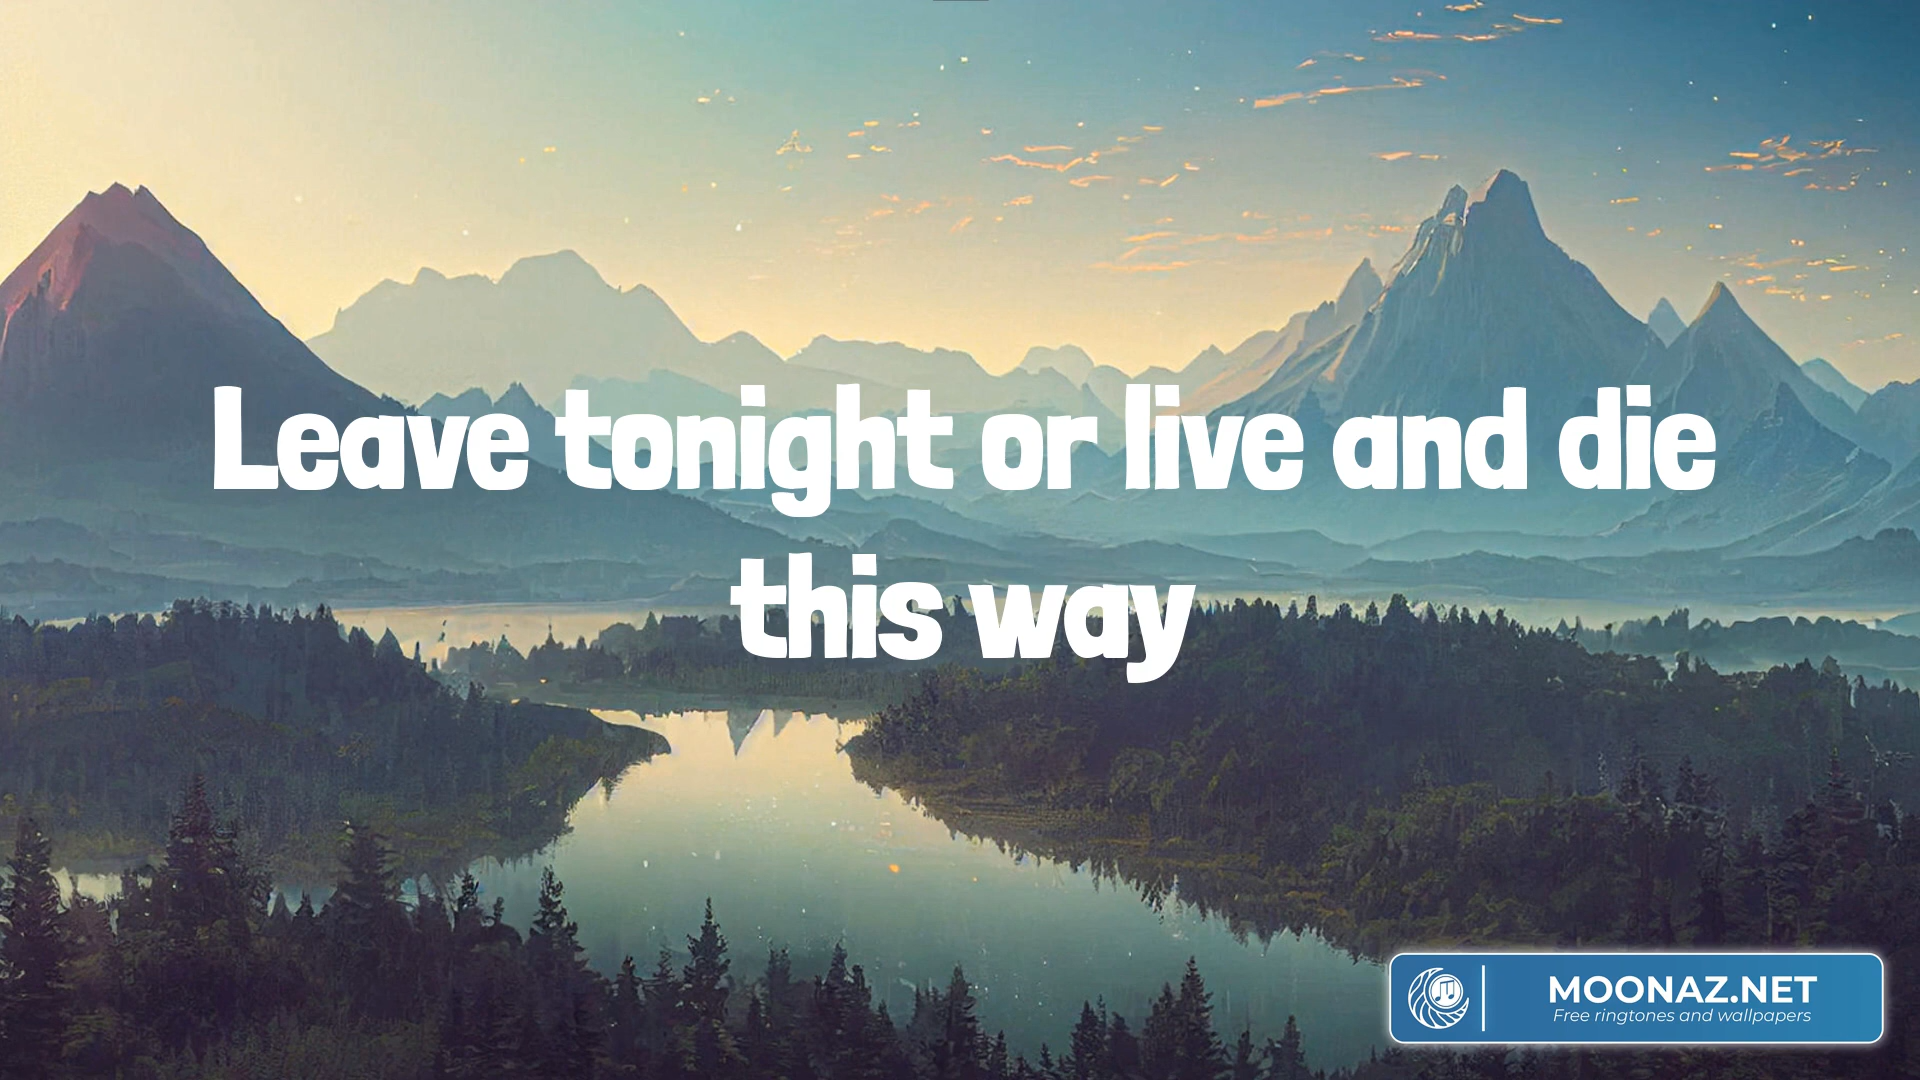 Leave tonight or live and die
this way
MOONAZ.NET
Free ringtones and wallpapers